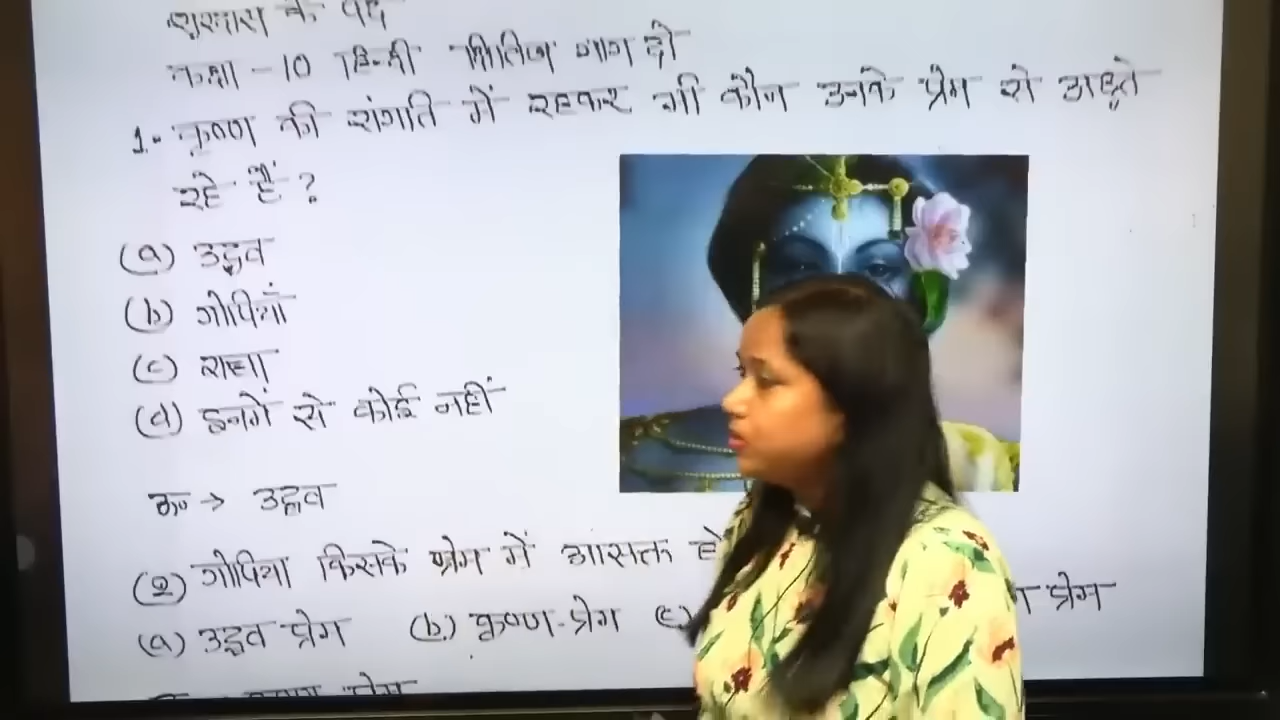 सूरदास के पद
कक्षा - 10 हिन्दी क्षितिज भाग दो
1. कृष्ण की संगति में रहकर भी कौन उनके प्रेम से अछूते
रहे हैं ?
(a) उद्धव
(b) गोपियाँ
(c) राधा
(d) इनमें से कोई नहीं
उ० → उद्धव
(2) गोपिया किसके प्रेम में आसक्त हो
(a) उद्धव प्रेम (b) कृष्ण-प्रेम (c) प्रेम
कृष्ण प्रेम